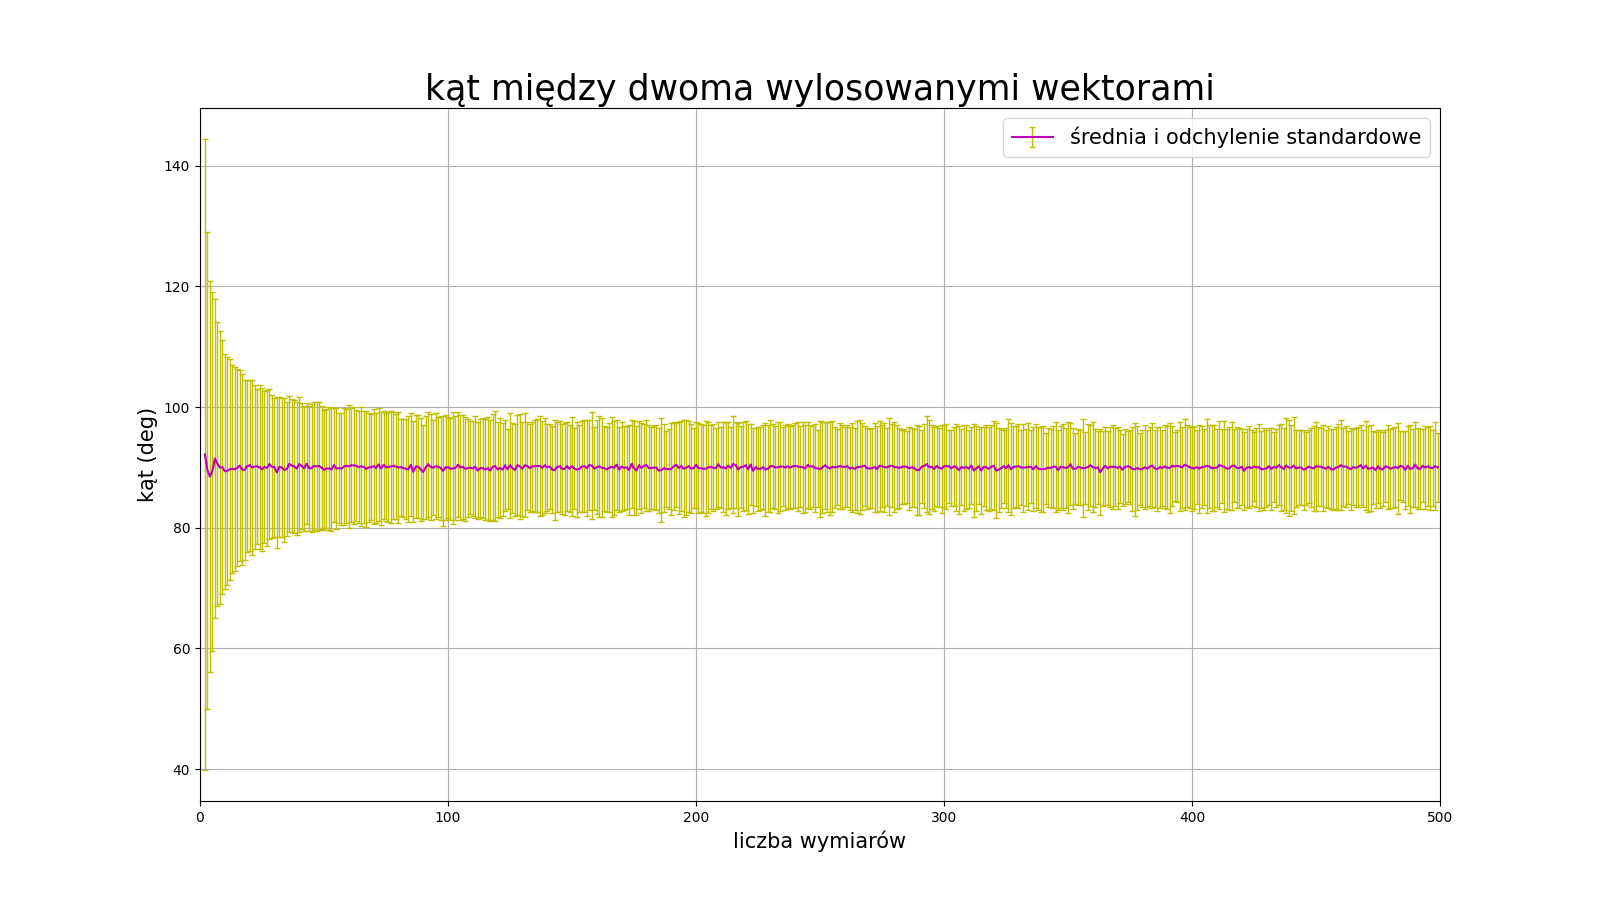 kąt między dwoma wylosowanymi wektorami
średnia i odchylenie standardowe
kąt (deg)
140
120
100
80
60
40
0 100 200 300 400 500
liczba wymiarów